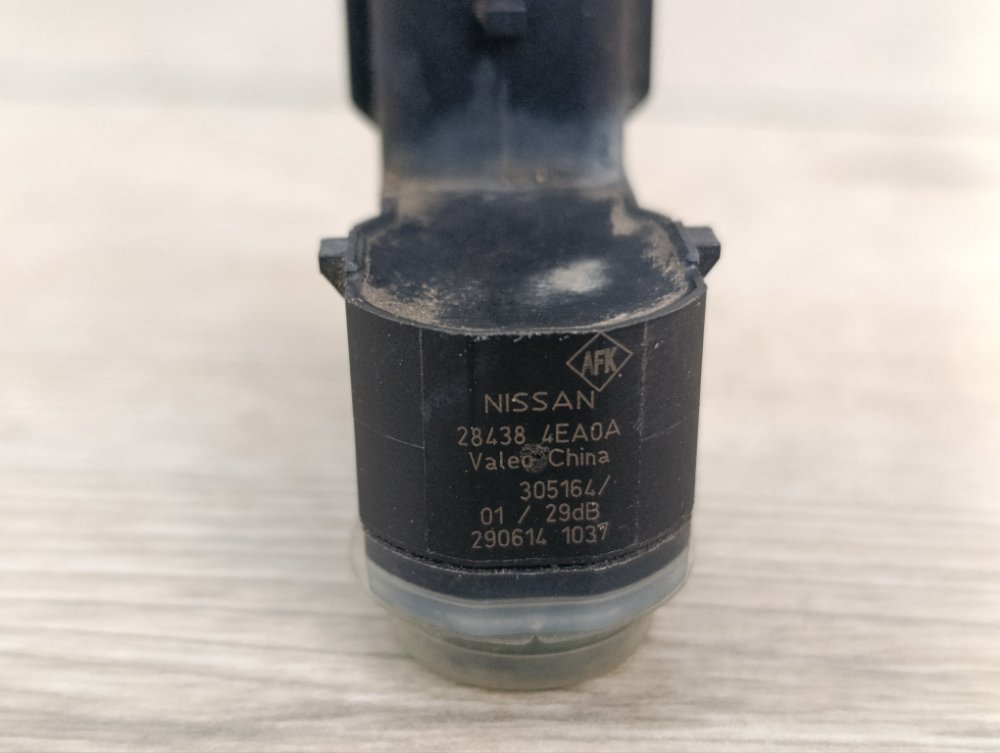 AFK
NISSAN
28438 4EA0A
Valeo China
305164/
01 / 29dB
290614 1037